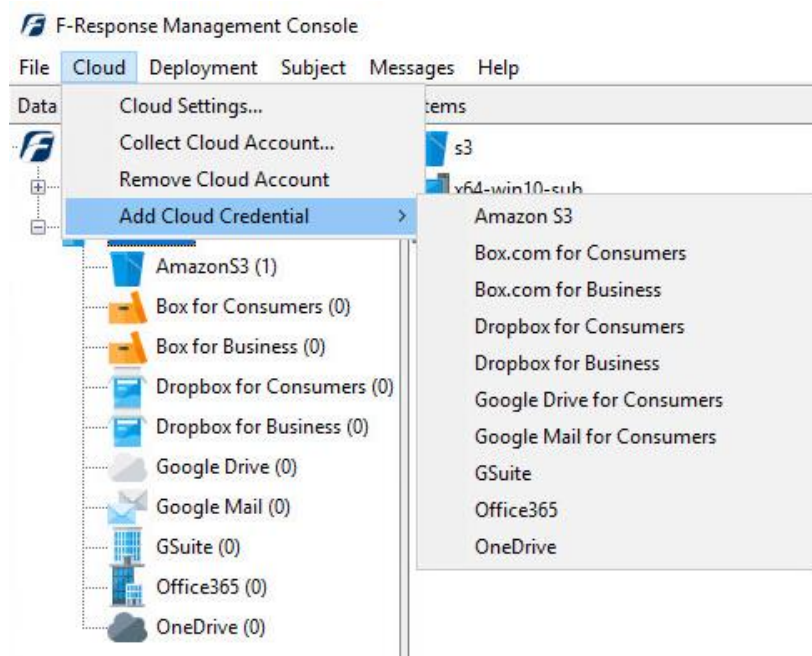 F-Response Management Console
File Cloud Deployment Subject Messages Help
Data
Cloud Settings...
Collect Cloud Account...
Remove Cloud Account
Add Cloud Credential
s3
x64-win10-sub
Amazon S3
Box.com for Consumers
Box.com for Business
Dropbox for Consumers
Dropbox for Business
Google Drive for Consumers
Google Mail for Consumers
GSuite
Office365
OneDrive
AmazonS3 (1)
Box for Consumers (0)
Box for Business (0)
Dropbox for Consumers (0)
Dropbox for Business (0)
Google Drive (0)
Google Mail (0)
GSuite (0)
Office365 (0)
OneDrive (0)